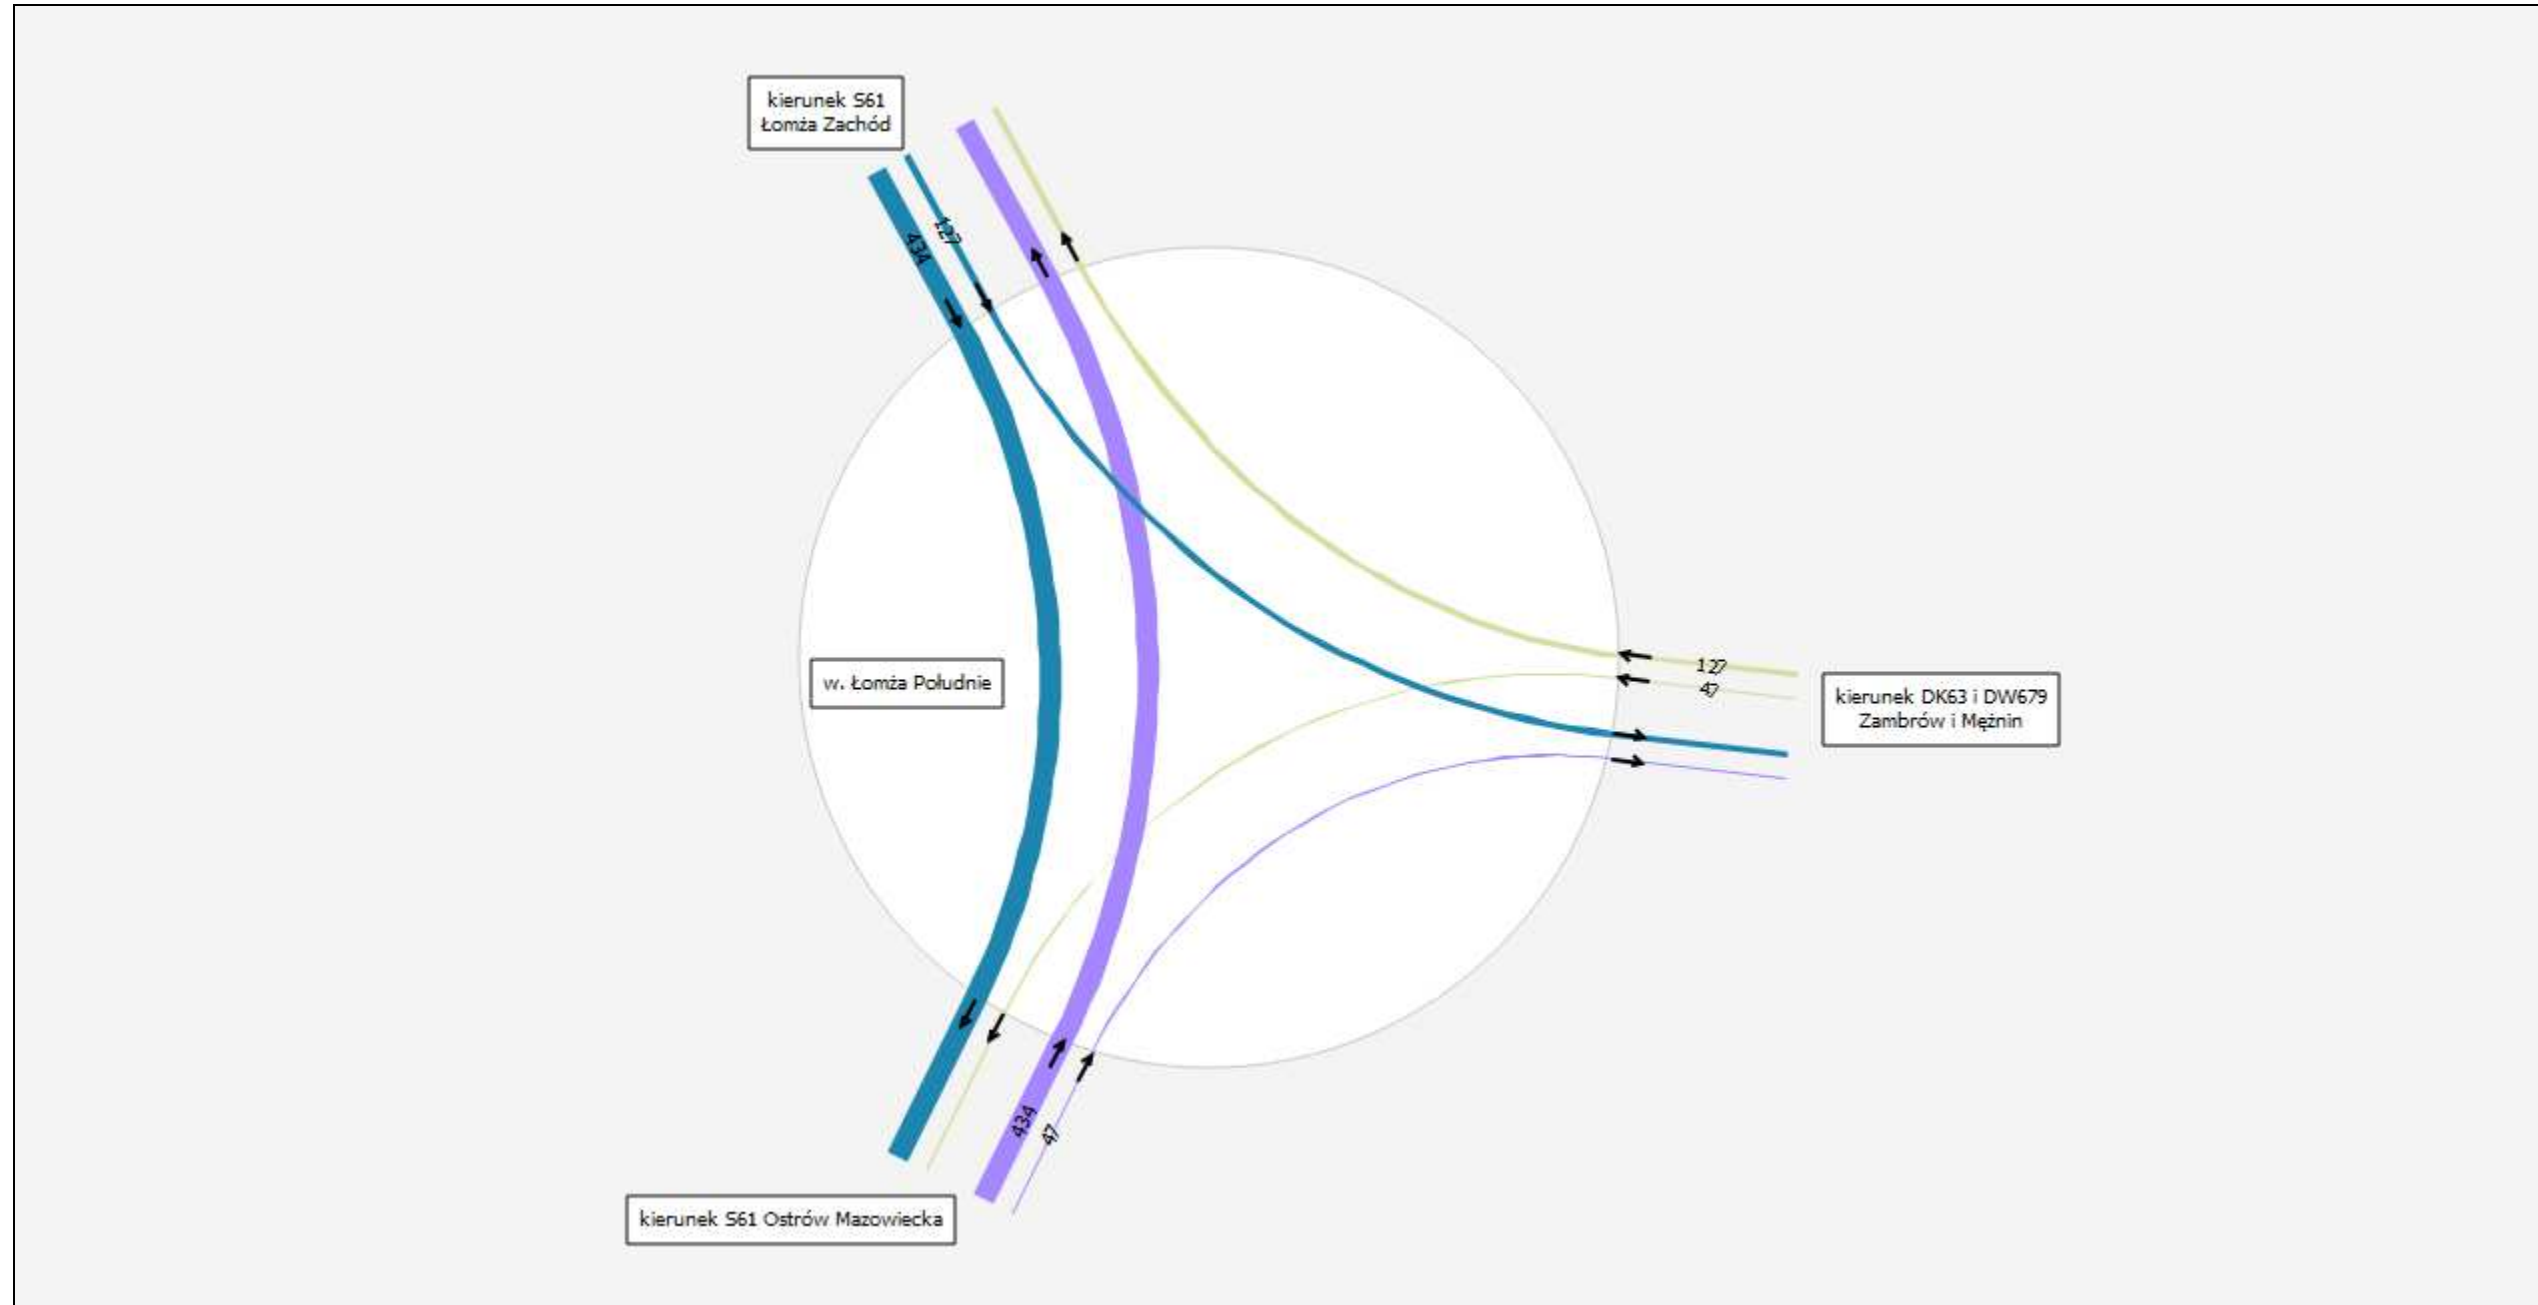 kierunek S61
Łomża Zachód
127
434
127
47
w. Łomża Południe
kierunek DK63 i DW679
Zambrów i Mężnin
434
47
kierunek S61 Ostrów Mazowiecka